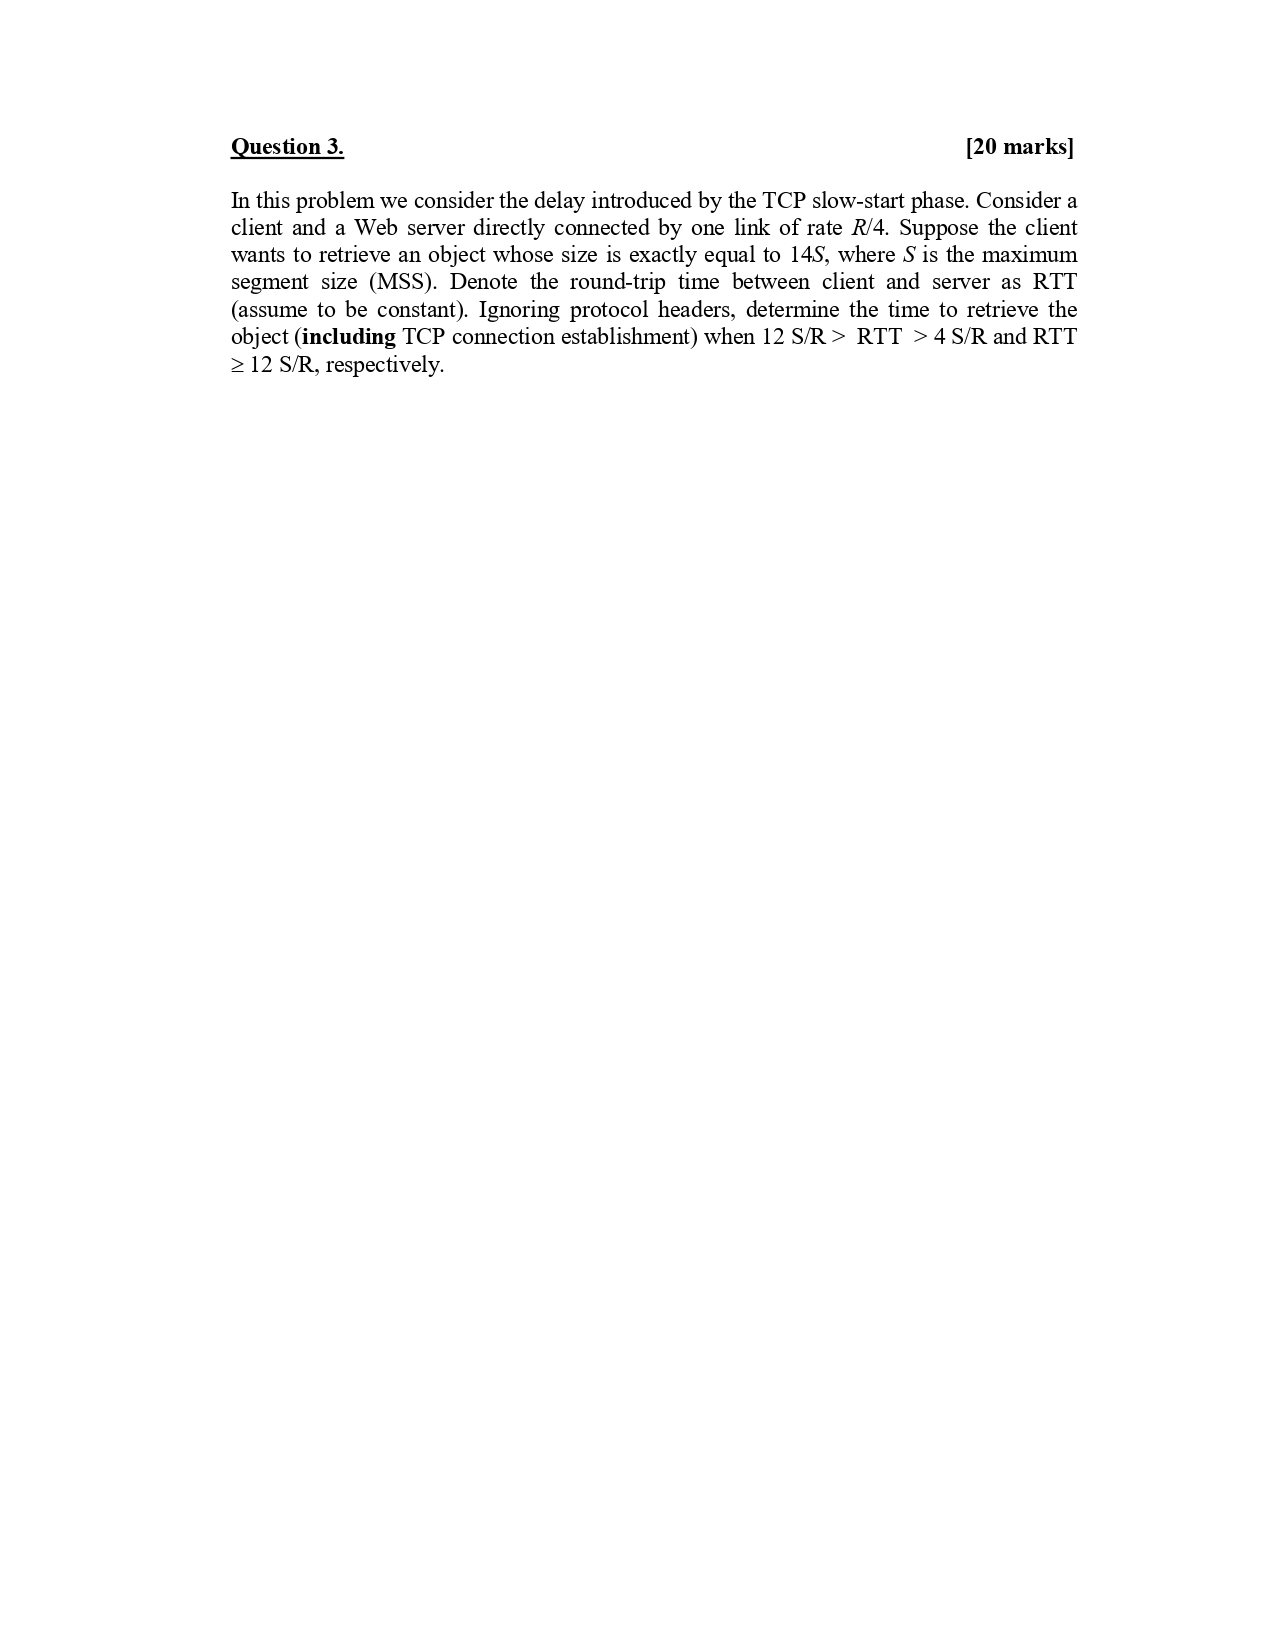 Question 3. [20 marks]
In this problem we consider the delay introduced by the TCP slow-start phase. Consider a
client and a Web server directly connected by one link of rate R/4. Suppose the client
wants to retrieve an object whose size is exactly equal to 14S, where S is the maximum
segment size (MSS). Denote the round-trip time between client and server as RTT
(assume to be constant). Ignoring protocol headers, determine the time to retrieve the
object (including TCP connection establishment) when 12 S/R > RTT > 4 S/R and RTT
≥ 12 S/R, respectively.